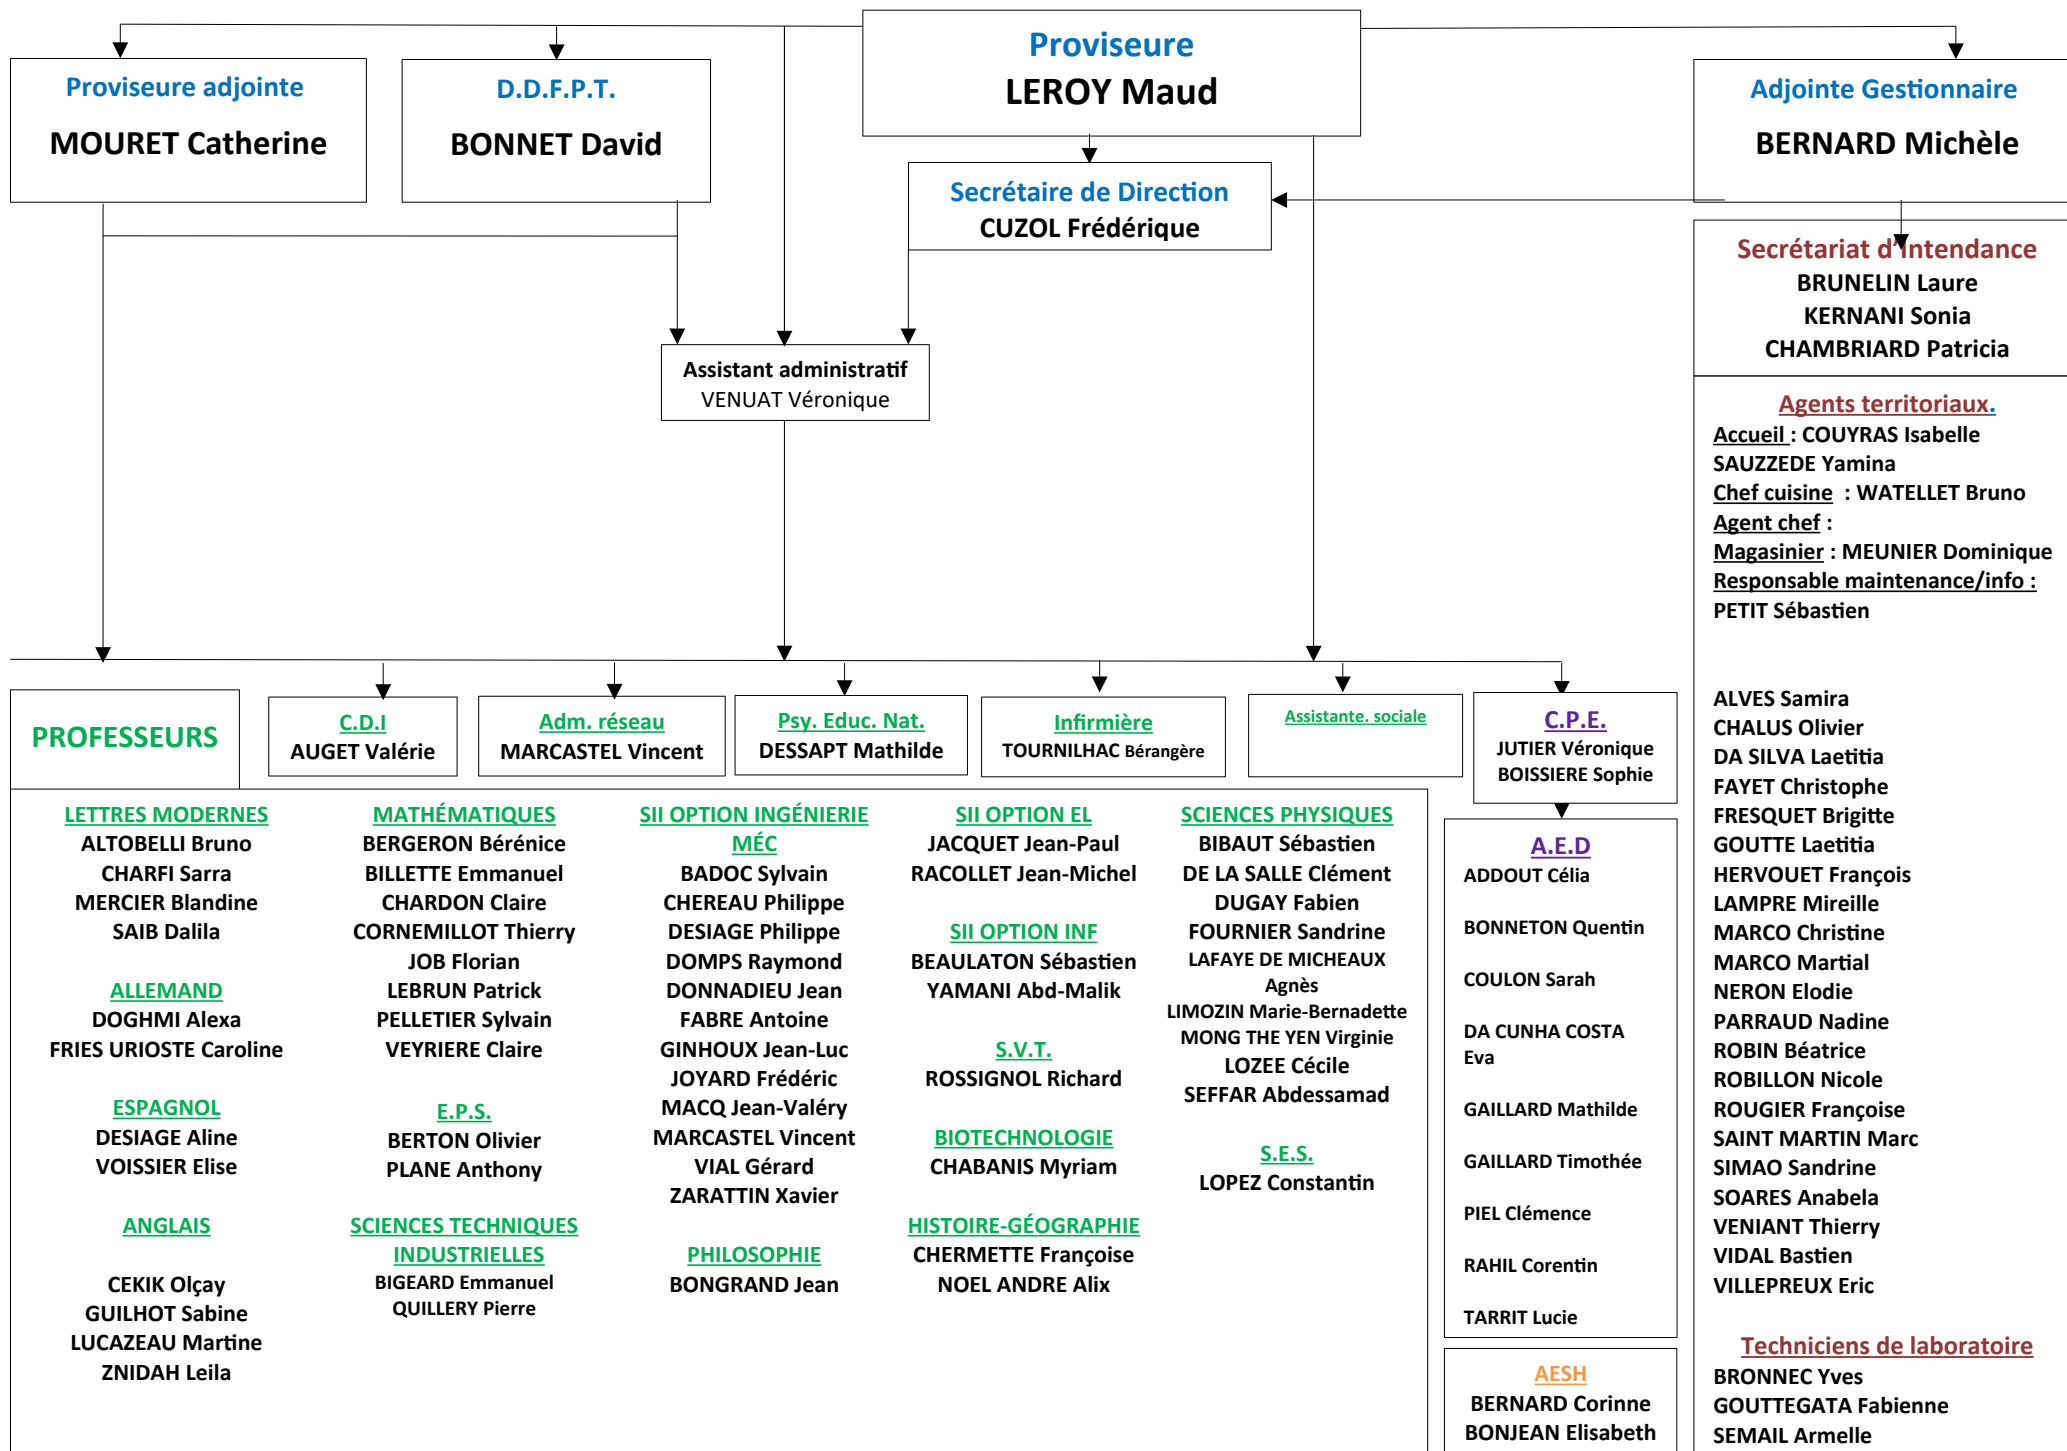 Proviseure
LEROY Maud
Proviseure adjointe
MOURET Catherine
D.D.F.P.T.
BONNET David
Adjointe Gestionnaire
BERNARD Michèle
Secrétaire de Direction
CUZOL Frédérique
Secrétariat d'Intendance
BRUNELIN Laure
KERNANI Sonia
CHAMBRIARD Patricia
Assistant administratif
VENUAT Véronique
Agents territoriaux.
Accueil : COUYRAS Isabelle
SAUZZEDE Yamina
Chef cuisine : WATELLET Bruno
Agent chef :
Magasinier : MEUNIER Dominique
Responsable maintenance/info :
PETIT Sébastien
ALVES Samira
CHALUS Olivier
DA SILVA Laetitia
FAYET Christophe
FRESQUET Brigitte
GOUTTE Laetitia
HERVOUET François
LAMPRE Mireille
MARCO Christine
MARCO Martial
NERON Elodie
PARRAUD Nadine
ROBIN Béatrice
ROBILLON Nicole
ROUGIER Françoise
SAINT MARTIN Marc
SIMAO Sandrine
SOARES Anabela
VENIANT Thierry
VIDAL Bastien
VILLEPREUX Eric
Techniciens de laboratoire
BRONNEC Yves
GOUTTEGATA Fabienne
SEMAIL Armelle
PROFESSEURS
C.D.I
AUGET Valérie
Adm. réseau
MARCASTEL Vincent
Psy. Educ. Nat.
DESSAPT Mathilde
Infirmière
TOURNILHAC Bérangère
Assistante. sociale
C.P.E.
JUTIER Véronique
BOISSIERE Sophie
LETTRES MODERNES
ALTOBELLI Bruno
CHARFI Sarra
MERCIER Blandine
SAIB Dalila
ALLEMAND
DOGHMI Alexa
FRIES URIOSTE Caroline
ESPAGNOL
DESIAGE Aline
VOISSIER Elise
ANGLAIS
CEKIK Olçay
GUILHOT Sabine
LUCAZEAU Martine
ZNIDAH Leila
MATHÉMATIQUES
BERGERON Bérénice
BILLETTE Emmanuel
CHARDON Claire
CORNEMILLOT Thierry
JOB Florian
LEBRUN Patrick
PELLETIER Sylvain
VEYRIERE Claire
E.P.S.
BERTON Olivier
PLANE Anthony
SCIENCES TECHNIQUES
INDUSTRIELLES
BIGEARD Emmanuel
QUILLERY Pierre
SII OPTION INGÉNIERIE
MÉC
BADOC Sylvain
CHEREAU Philippe
DESIAGE Philippe
DOMPS Raymond
DONNADIEU Jean
FABRE Antoine
GINHOUX Jean-Luc
JOYARD Frédéric
MACQ Jean-Valéry
MARCASTEL Vincent
VIAL Gérard
ZARATTIN Xavier
PHILOSOPHIE
BONGRAND Jean
SII OPTION EL
JACQUET Jean-Paul
RACOLLET Jean-Michel
SII OPTION INF
BEAULATON Sébastien
YAMANI Abd-Malik
S.V.T.
ROSSIGNOL Richard
BIOTECHNOLOGIE
CHABANIS Myriam
HISTOIRE-GÉOGRAPHIE
CHERMETTE Françoise
NOEL ANDRE Alix
SCIENCES PHYSIQUES
BIBAUT Sébastien
DE LA SALLE Clément
DUGAY Fabien
FOURNIER Sandrine
LAFAYE DE MICHEAUX
Agnès
LIMOZIN Marie-Bernadette
MONG THE YEN Virginie
LOZEE Cécile
SEFFAR Abdessamad
S.E.S.
LOPEZ Constantin
A.E.D
ADDOUT Célia
BONNETON Quentin
COULON Sarah
DA CUNHA COSTA
Eva
GAILLARD Mathilde
GAILLARD Timothée
PIEL Clémence
RAHIL Corentin
TARRIT Lucie
AESH
BERNARD Corinne
BONJEAN Elisabeth